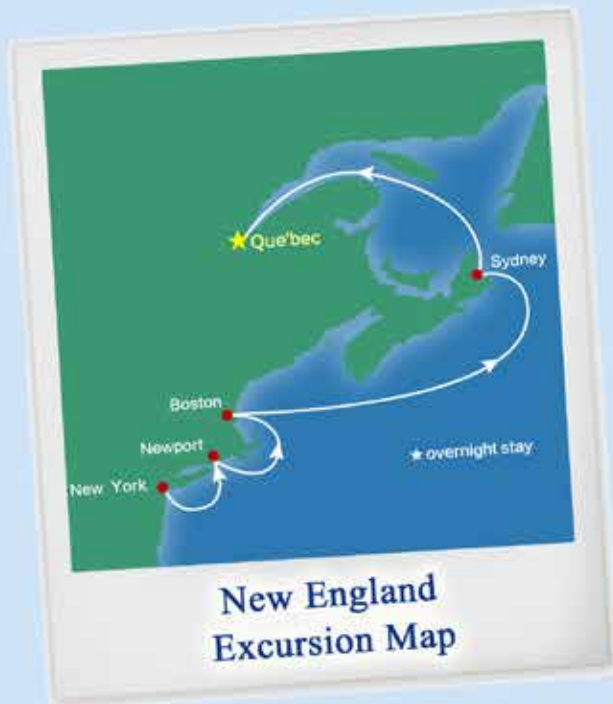 Que'bec
Sydney
Boston
Newport
New York
overnight stay
New England
Excursion Map